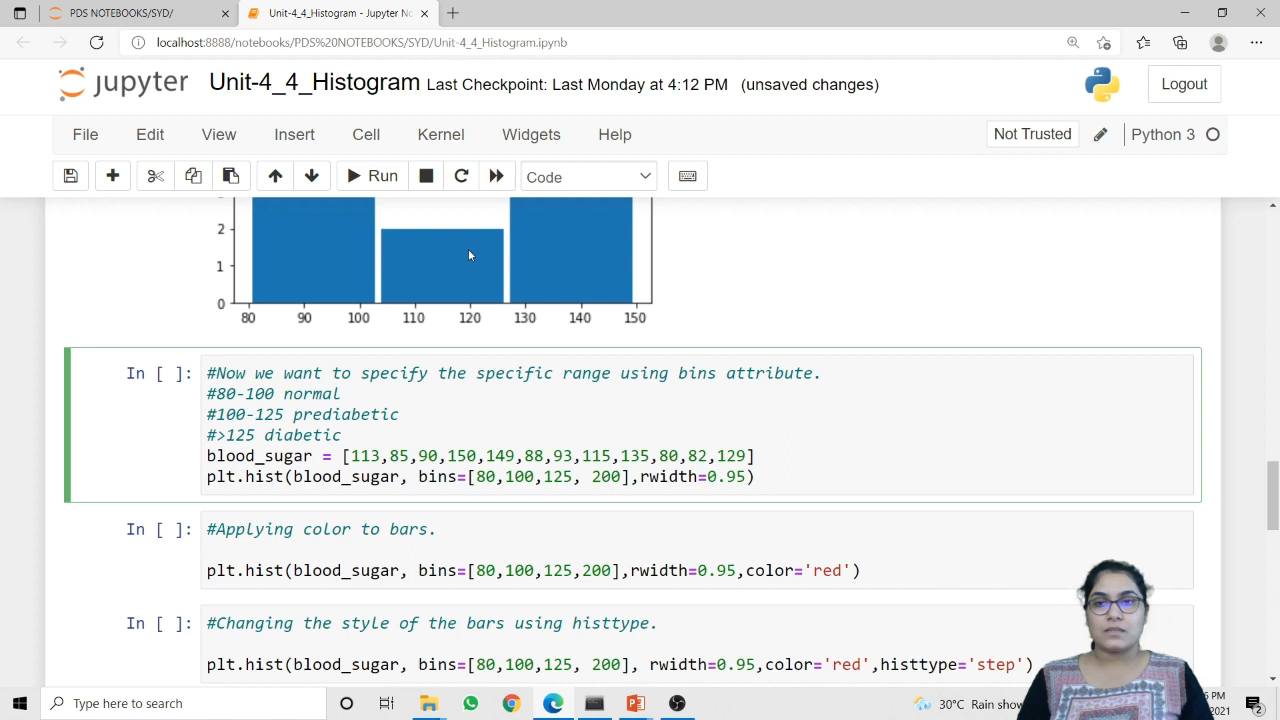 PDS NOTEBOOKS/SYD/
Unit-4_4_Histogram - Jupyter No
localhost:8888/notebooks/PDS%20NOTEBOOKS/SYD/Unit-4_4_Histogram.ipynb
jupyter Unit-4_4_Histogram Last Checkpoint: Last Monday at 4:12 PM (unsaved changes)
Logout
File Edit View Insert Cell Kernel Widgets Help
Not Trusted
Python 3
Run
Code
2
1
0
80 90 100 110 120 130 140 150
In [ ]:
#Now we want to specify the specific range using bins attribute.
#80-100 normal
#100-125 prediabetic
#>125 diabetic
blood_sugar = [113,85,90,150,149,88,93,115,135,80,82,129]
plt.hist(blood_sugar, bins=[80,100,125, 200],rwidth=0.95)
In [ ]:
#Applying color to bars.
plt.hist(blood_sugar, bins=[80,100,125,200],rwidth=0.95,color='red')
In [ ]:
#Changing the style of the bars using histtype.
plt.hist(blood_sugar, bins=[80,100,125, 200], rwidth=0.95,color='red',histtype='step')
Type here to search
30°C Rain show
PM
2021
2